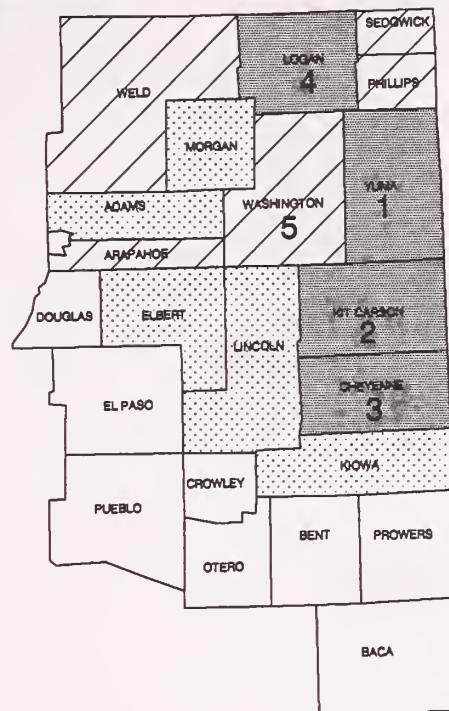 SEDGWICK
LOGAN
4
PHILLIPS
WELD
MORGAN
YUMA
1
ADAMS
WASHINGTON
5
ARAPAHOE
DOUGLAS
ELBERT
LINCOLN
KIT CARSON
2
CHEYENNE
3
EL PASO
KIOWA
CROWLEY
PUEBLO
BENT
PROWERS
OTERO
BACA